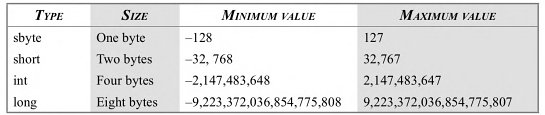 TYPE SIZE MINIMUM VALUE MAXIMUM VALUE
sbyte One byte –128 127
short Two bytes –32, 768 32,767
int Four bytes –2,147,483,648 2,147,483,647
long Eight bytes –9,223,372,036,854,775,808 9,223,372,036,854,775,807